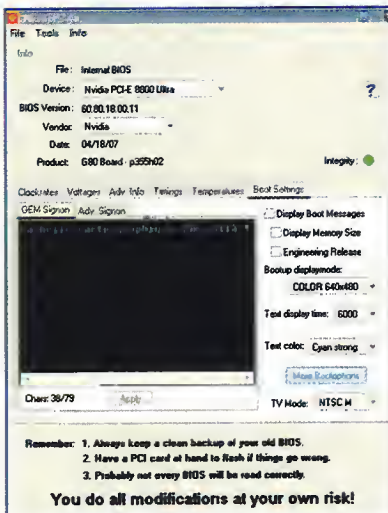 File Tools Info
Info
File: Internal BIOS
Device: Nvidia PCI-E 8800 Ultra
?
BIOS Version: 60.80.18.00.11
Vendor: Nvidia
Date: 04/18/07
Product: G80 Board - p355h02
Integrity:
Clockrates Voltages Adv. Info Timings Temperatures Boot Settings
OEM Signon Adv. Signon
Display Boot Messages
Display Memory Size
Engineering Release
Bootup displaymode:
COLOR 640x480
Text display time: 6000
Text color: Cyan strong
More Backoptions
Chars: 38/79 Apply
TV Mode: NTSC M
Remember: 1. Always keep a clean backup of your old BIOS.
2. Have a PCI card at hand to flash if things go wrong.
3. Probably not every BIOS will be read correctly.
You do all modifications at your own risk!